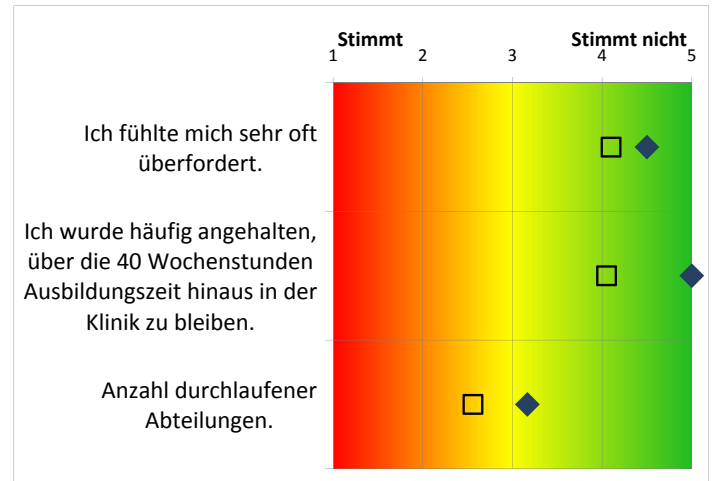 Stimmt Stimmt nicht
1 2 3 4 5
Ich fühlte mich sehr oft
überfordert.
Ich wurde häufig angehalten,
über die 40 Wochenstunden
Ausbildungszeit hinaus in der
Klinik zu bleiben.
Anzahl durchlaufener
Abteilungen.